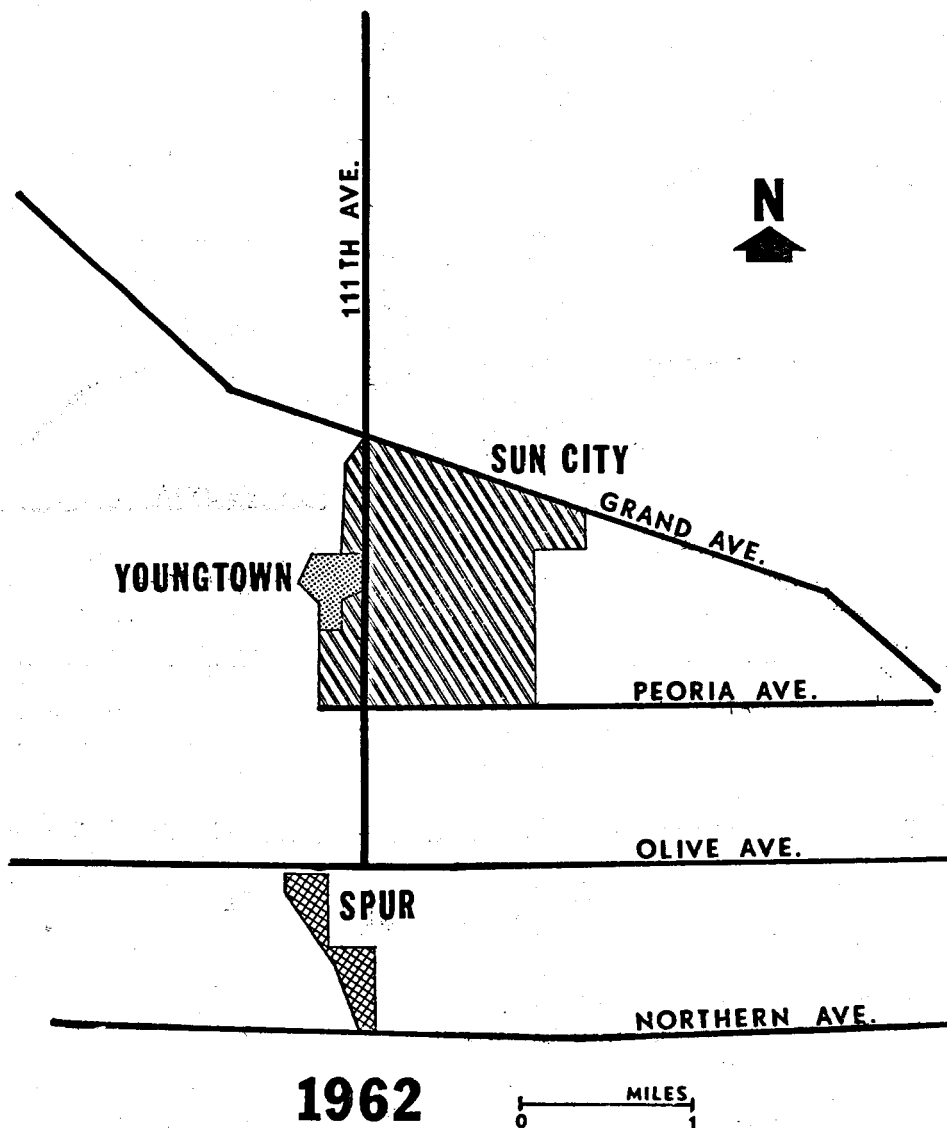 111TH AVE.
N
SUN CITY
GRAND AVE.
YOUNGTOWN
PEORIA AVE.
OLIVE AVE.
SPUR
NORTHERN AVE.
1962
MILES
0 1